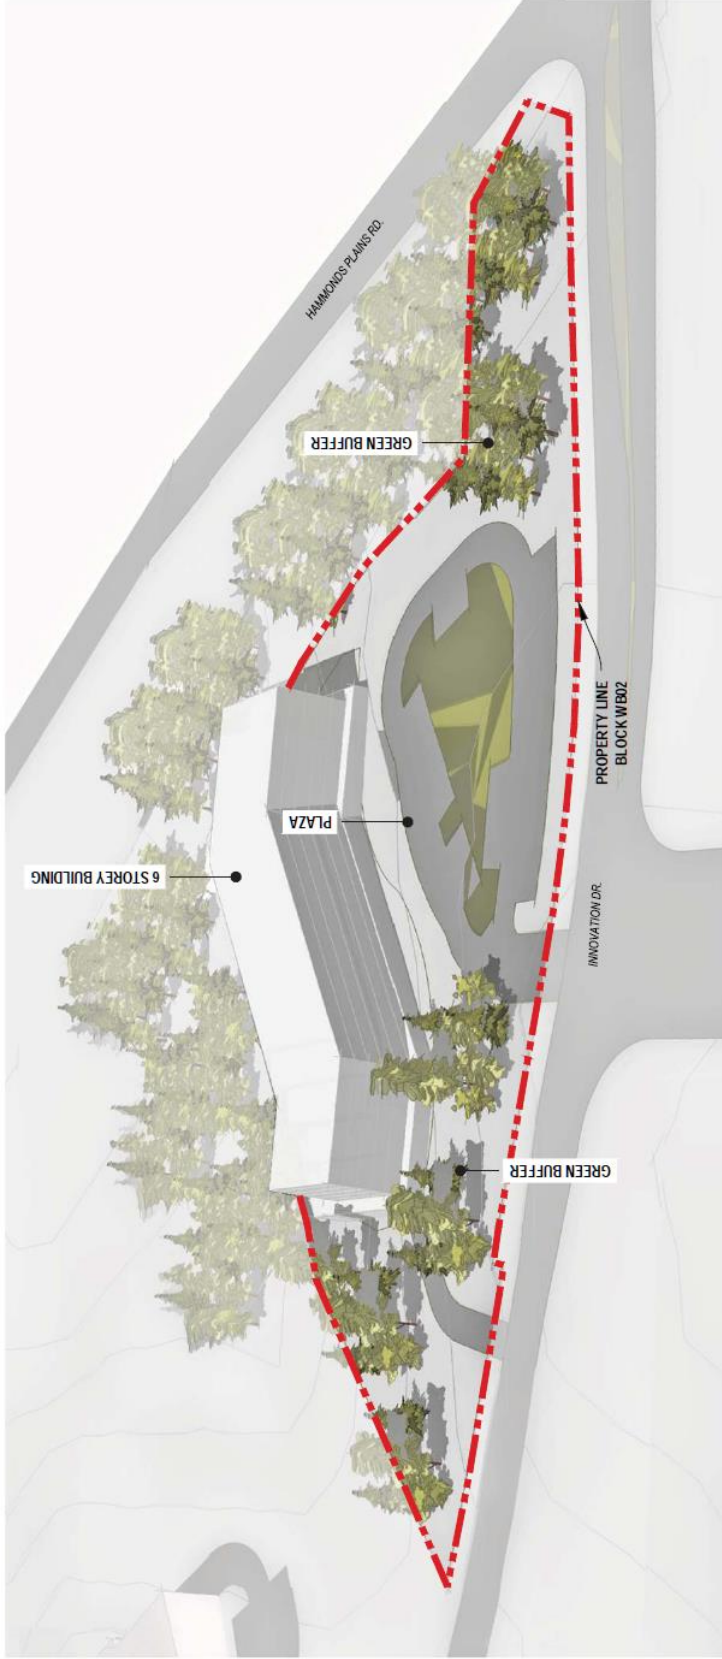 HAMMONDS PLAINS RD.
GREEN BUFFER
PLAZA
6 STOREY BUILDING
PROPERTY LINE
BLOCK WB02
INNOVATION DR.
GREEN BUFFER